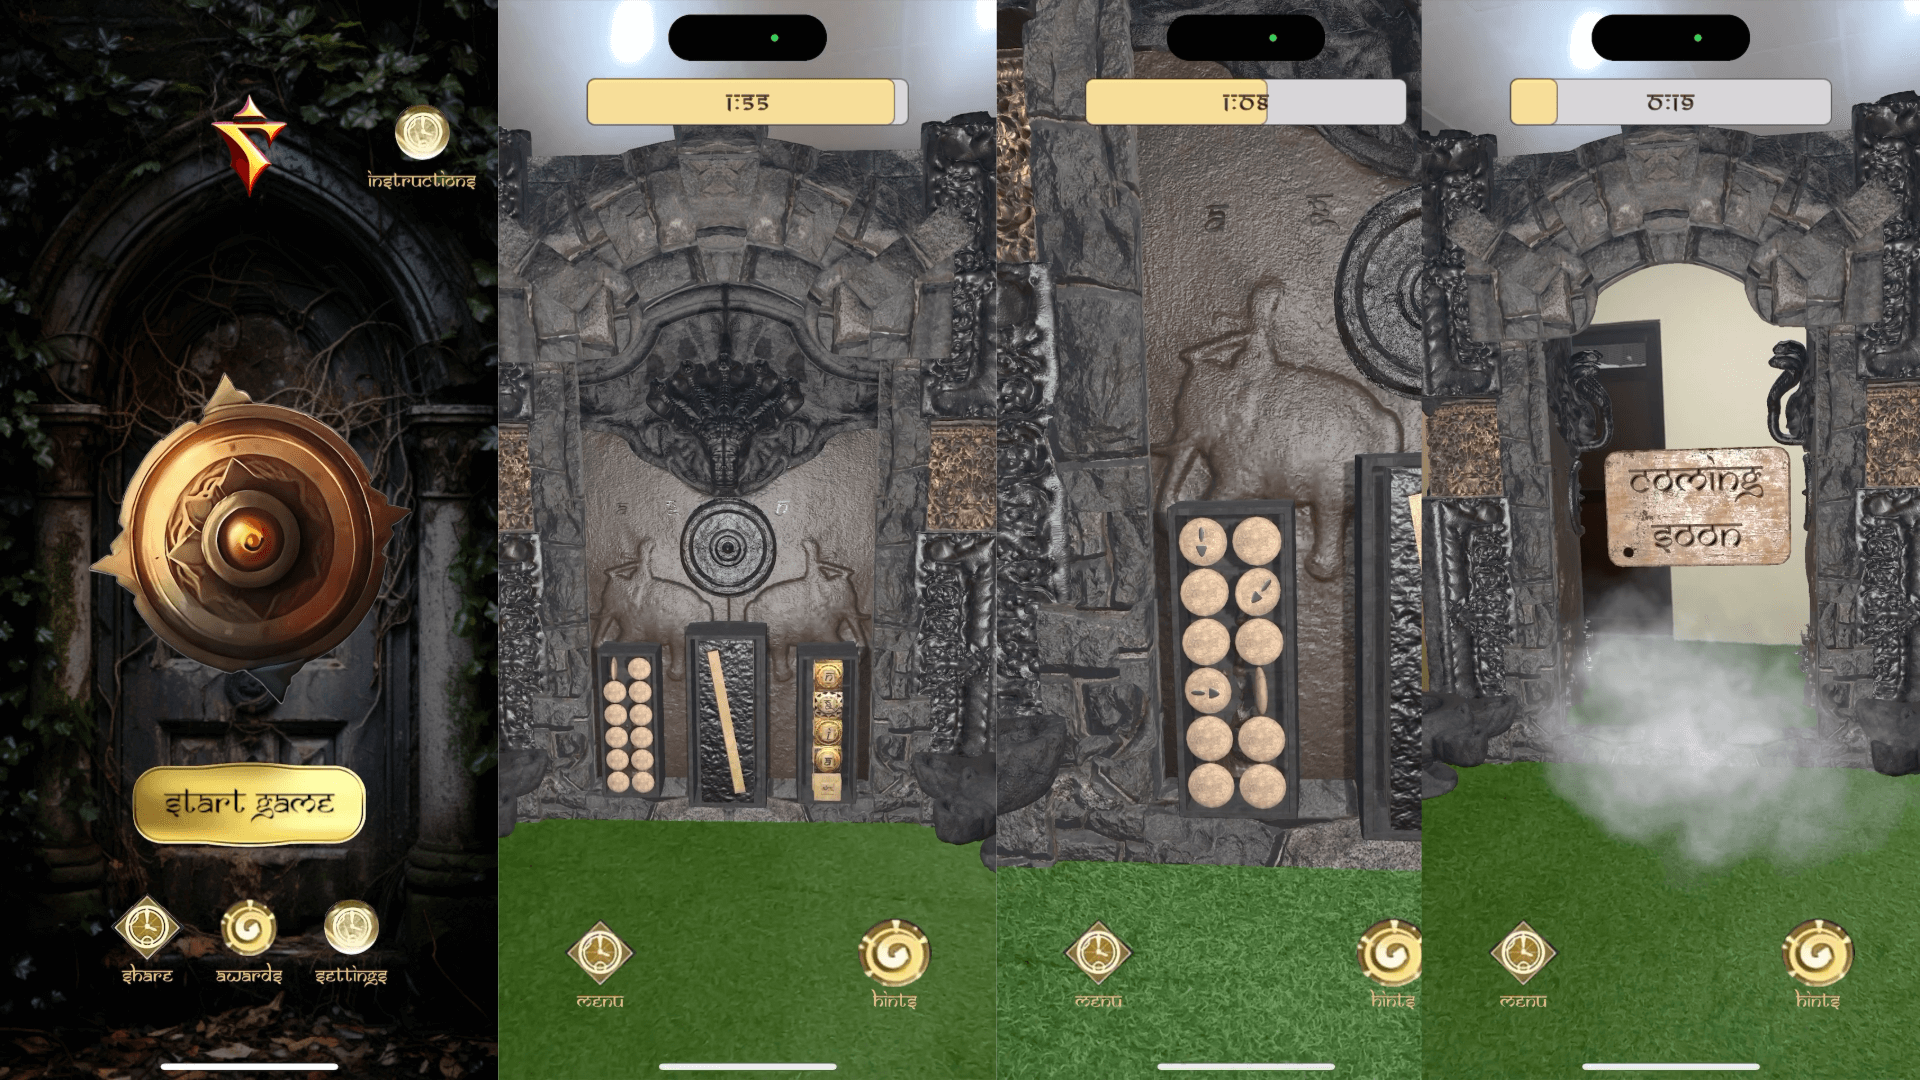 instructions
start game
share
awards
settings
1:55
menu
hints
1:08
menu
hints
0:19
coming
soon
menu
hints